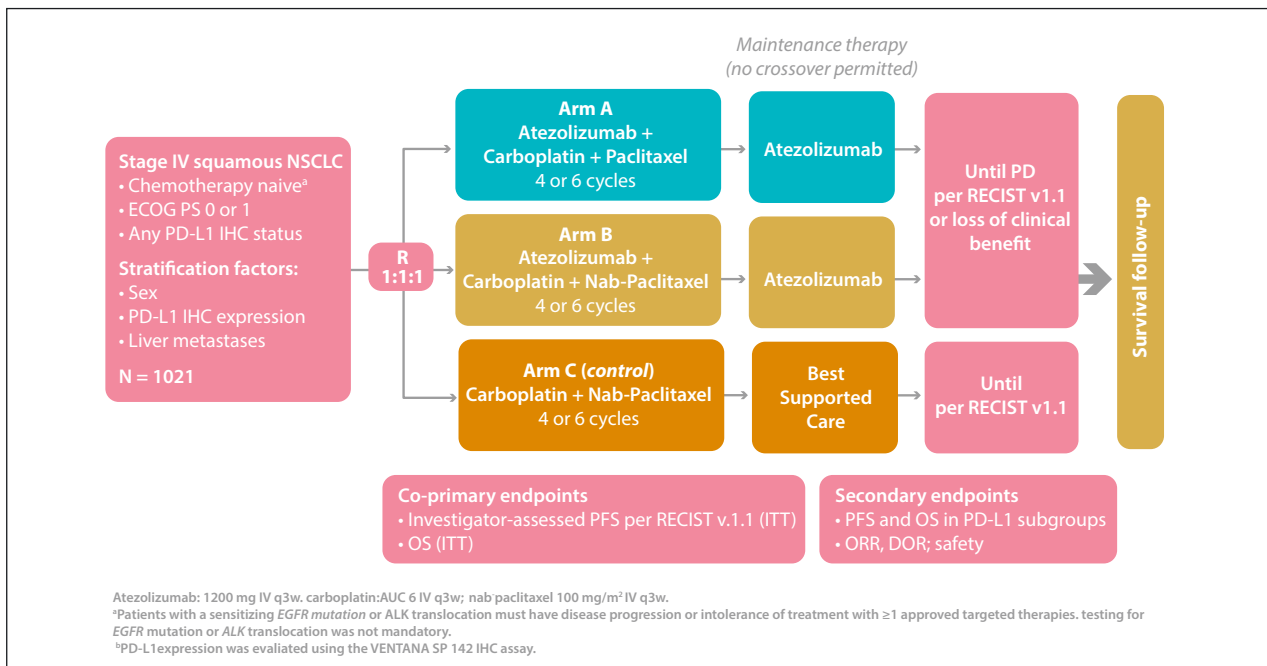 Maintenance therapy
(no crossover permitted)
Stage IV squamous NSCLC
• Chemotherapy naiveᵃ
• ECOG PS 0 or 1
• Any PD-L1 IHC status
Stratification factors:
• Sex
• PD-L1 IHC expression
• Liver metastases
N = 1021
R
1:1:1
Arm A
Atezolizumab +
Carboplatin + Paclitaxel
4 or 6 cycles
Atezolizumab
Arm B
Atezolizumab +
Carboplatin + Nab-Paclitaxel
4 or 6 cycles
Atezolizumab
Until PD
per RECIST v1.1
or loss of clinical
benefit
Arm C (control)
Carboplatin + Nab-Paclitaxel
4 or 6 cycles
Best
Supported
Care
Until
per RECIST v1.1
Survival follow-up
Co-primary endpoints
• Investigator-assessed PFS per RECIST v.1.1 (ITT)
• OS (ITT)
Secondary endpoints
• PFS and OS in PD-L1 subgroups
• ORR, DOR; safety
Atezolizumab: 1200 mg IV q3w. carboplatin:AUC 6 IV q3w; nab paclitaxel 100 mg/m² IV q3w.
ᵃPatients with a sensitizing EGFR mutation or ALK translocation must have disease progression or intolerance of treatment with ≥1 approved targeted therapies. testing for
EGFR mutation or ALK translocation was not mandatory.
ᵇPD-L1expression was evaliated using the VENTANA SP 142 IHC assay.